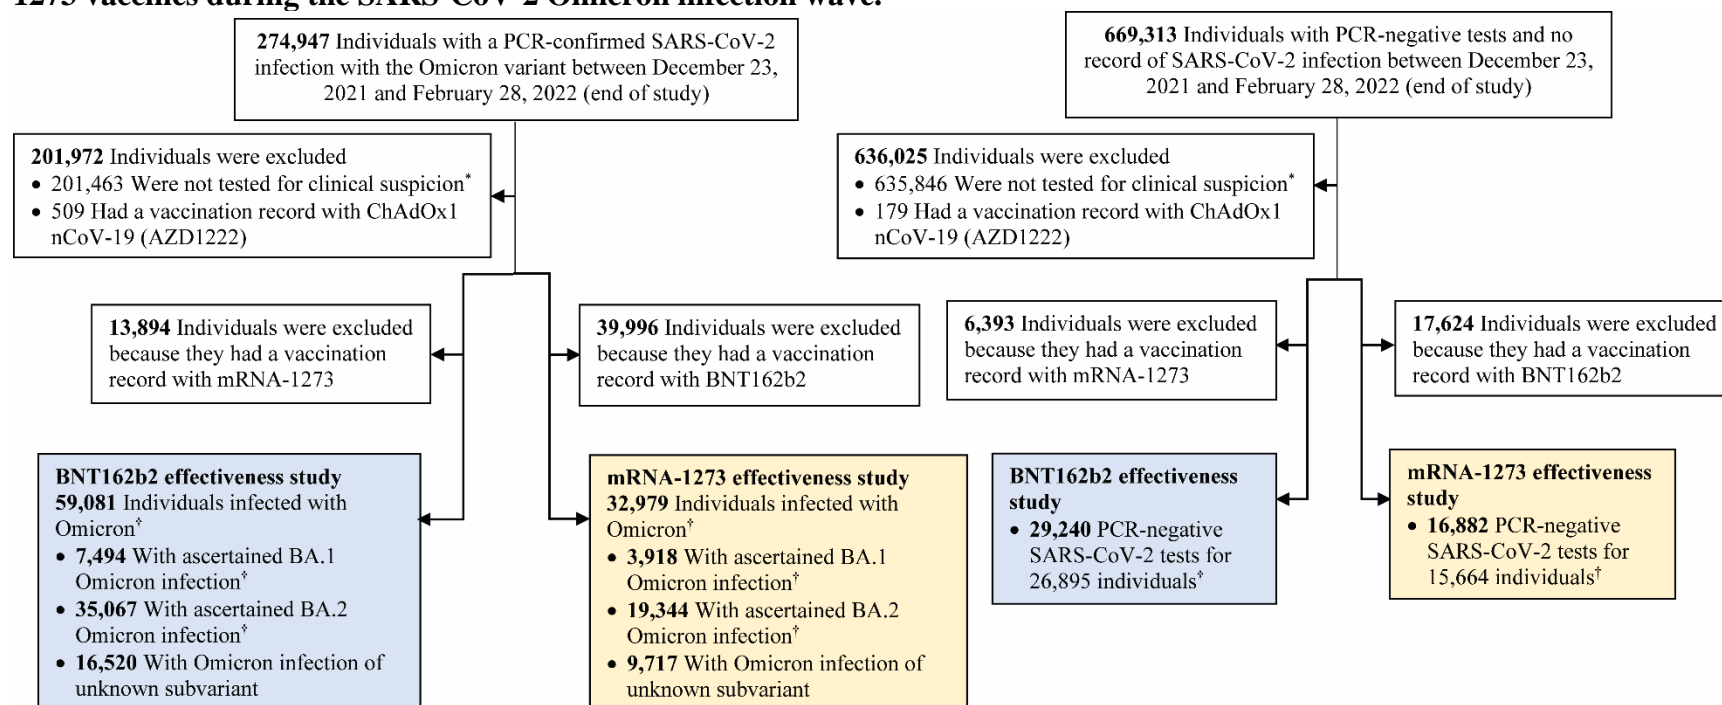 1273 vaccines during the SARS-CoV-2 Omicron infection wave.
274,947 Individuals with a PCR-confirmed SARS-CoV-2
infection with the Omicron variant between December 23,
2021 and February 28, 2022 (end of study)
201,972 Individuals were excluded
• 201,463 Were not tested for clinical suspicion*
• 509 Had a vaccination record with ChAdOx1
nCoV-19 (AZD1222)
13,894 Individuals were excluded
because they had a vaccination
record with mRNA-1273
39,996 Individuals were excluded
because they had a vaccination
record with BNT162b2
BNT162b2 effectiveness study
59,081 Individuals infected with
Omicron†
• 7,494 With ascertained BA.1
Omicron infection†
• 35,067 With ascertained BA.2
Omicron infection†
• 16,520 With Omicron infection of
unknown subvariant
mRNA-1273 effectiveness study
32,979 Individuals infected with
Omicron†
• 3,918 With ascertained BA.1
Omicron infection†
• 19,344 With ascertained BA.2
Omicron infection†
• 9,717 With Omicron infection of
unknown subvariant
669,313 Individuals with PCR-negative tests and no
record of SARS-CoV-2 infection between December 23,
2021 and February 28, 2022 (end of study)
636,025 Individuals were excluded
• 635,846 Were not tested for clinical suspicion*
• 179 Had a vaccination record with ChAdOx1
nCoV-19 (AZD1222)
6,393 Individuals were excluded
because they had a vaccination
record with mRNA-1273
17,624 Individuals were excluded
because they had a vaccination
record with BNT162b2
BNT162b2 effectiveness
study
• 29,240 PCR-negative
SARS-CoV-2 tests for
26,895 individuals†
mRNA-1273 effectiveness
study
• 16,882 PCR-negative
SARS-CoV-2 tests for
15,664 individuals†